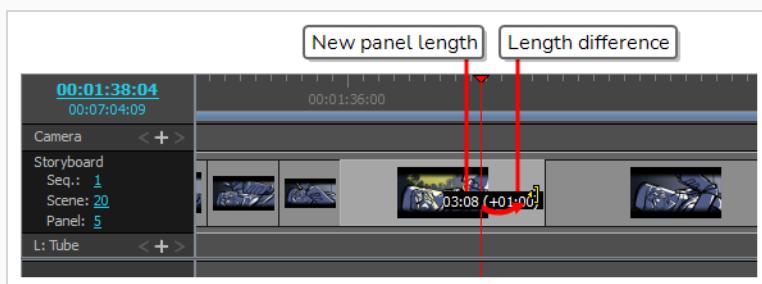 New panel length
Length difference
00:01:38:04
00:07:04:09
00:01:36:00
Camera < + >
Storyboard
Seq.: 1
Scene: 20
Panel: 5
03:08 (+01:00)
L: Tube < + >